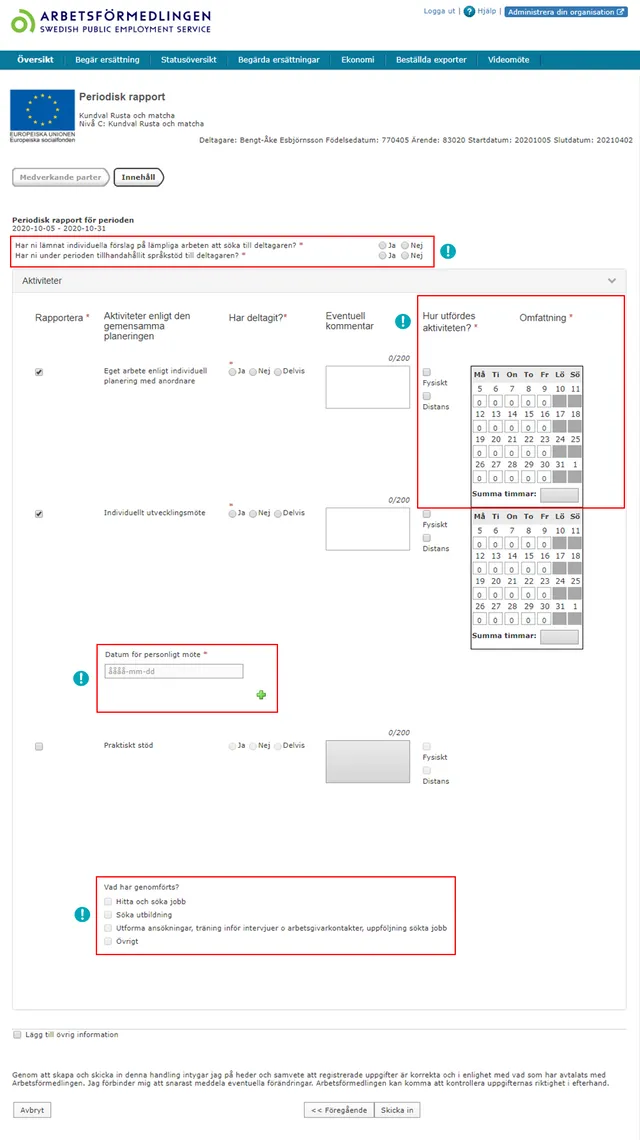 ARBETSFÖRMEDLINGEN
SWEDISH PUBLIC EMPLOYMENT SERVICE
Logga ut | ? Hjälp | Administrera din organisation
Översikt Begär ersättning Statusöversikt Begärda ersättningar Ekonomi Beställda exporter Videomöte
Periodisk rapport
Kundval Rusta och matcha
Nivå C: Kundval Rusta och matcha
EUROPEISKA UNIONEN
Europeiska socialfonden
Deltagare: Bengt-Åke Esbjörnsson Födelsedatum: 770405 Ärende: 83020 Startdatum: 20201005 Slutdatum: 20210402
Medverkande parter Innehåll
Periodisk rapport för perioden
2020-10-05 - 2020-10-31
Har ni lämnat individuella förslag på lämpliga arbeten att söka till deltagaren? * Ja Nej
Har ni under perioden tillhandahållit språkstöd till deltagaren? * Ja Nej
!
Aktiviteter
Rapportera * Aktiviteter enligt den gemensamma planeringen Har deltagit?* Eventuell kommentar ! Hur utfördes aktiviteten? * Omfattning *
0/200
Eget arbete enligt individuell planering med anordnare
* Ja Nej Delvis
Fysiskt
Distans
Må Ti On To Fr Lö Sö
5 6 7 8 9 10 11
0 0 0 0 0
12 13 14 15 16 17 18
0 0 0 0 0
19 20 21 22 23 24 25
0 0 0 0 0
26 27 28 29 30 31 1
0 0 0 0 0
Summa timmar:
0/200
Individuellt utvecklingsmöte
* Ja Nej Delvis
Fysiskt
Distans
Må Ti On To Fr Lö Sö
5 6 7 8 9 10 11
0 0 0 0 0
12 13 14 15 16 17 18
0 0 0 0 0
19 20 21 22 23 24 25
0 0 0 0 0
26 27 28 29 30 31 1
0 0 0 0 0
Summa timmar:
Datum för personligt möte *
!
åååå-mm-dd
0/200
Praktiskt stöd Ja Nej Delvis
Fysiskt
Distans
Vad har genomförts?
Hitta och söka jobb
!
Söka utbildning
Utforma ansökningar, träning inför intervjuer o arbetsgivarkontakter, uppföljning sökta jobb
Övrigt
Lägg till övrig information
Genom att skapa och skicka in denna handling intygar jag på heder och samvete att registrerade uppgifter är korrekta och i enlighet med vad som har avtalats med
Arbetsförmedlingen. Jag förbinder mig att snarast meddela eventuella förändringar. Arbetsförmedlingen kan komma att kontrollera uppgifternas riktighet i efterhand.
Avbryt << Föregående Skicka in